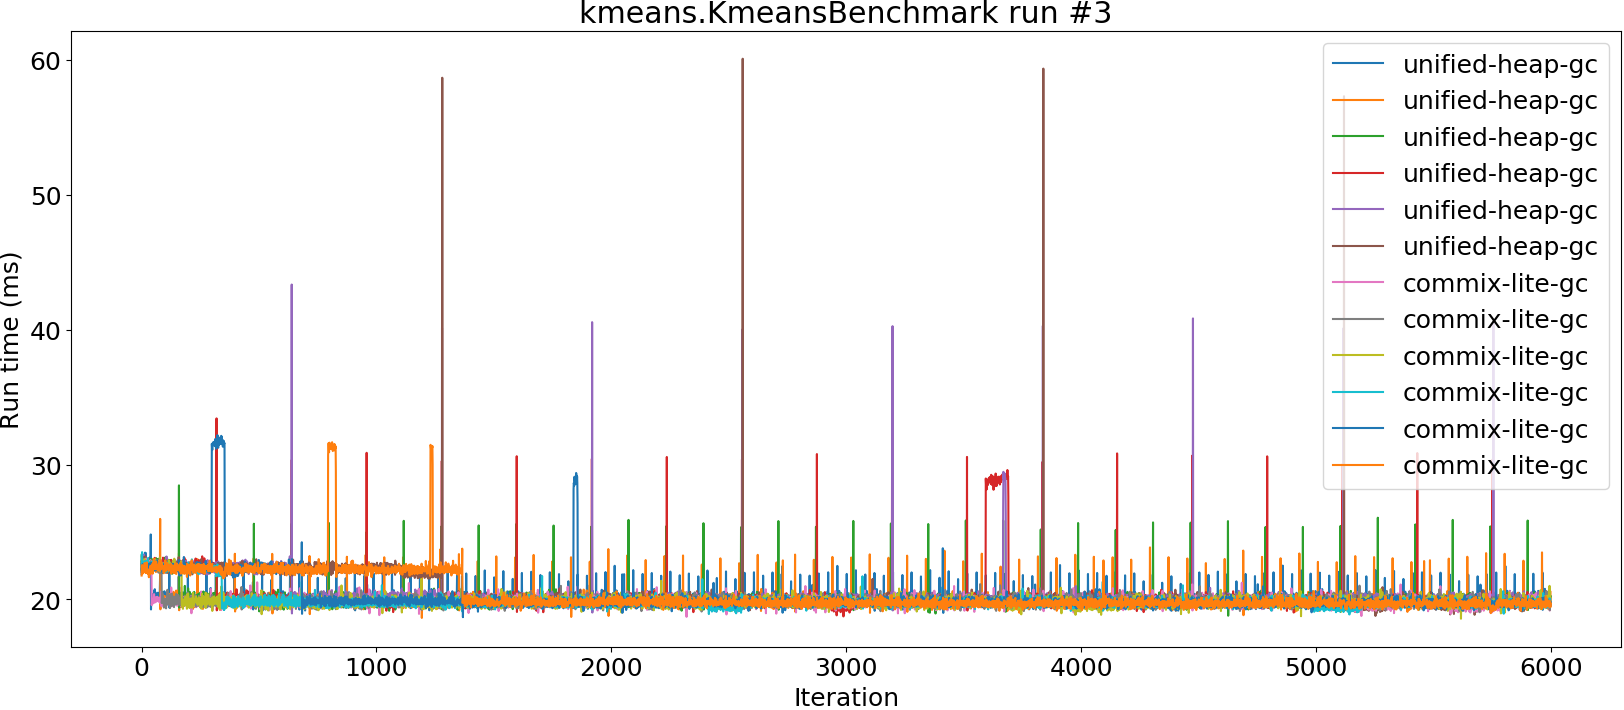 kmeans.KmeansBenchmark run #3
60
50
40
30
20
Run time (ms)
0
1000
2000
3000
4000
5000
6000
Iteration
unified-heap-gc
unified-heap-gc
unified-heap-gc
unified-heap-gc
unified-heap-gc
unified-heap-gc
commix-lite-gc
commix-lite-gc
commix-lite-gc
commix-lite-gc
commix-lite-gc
commix-lite-gc